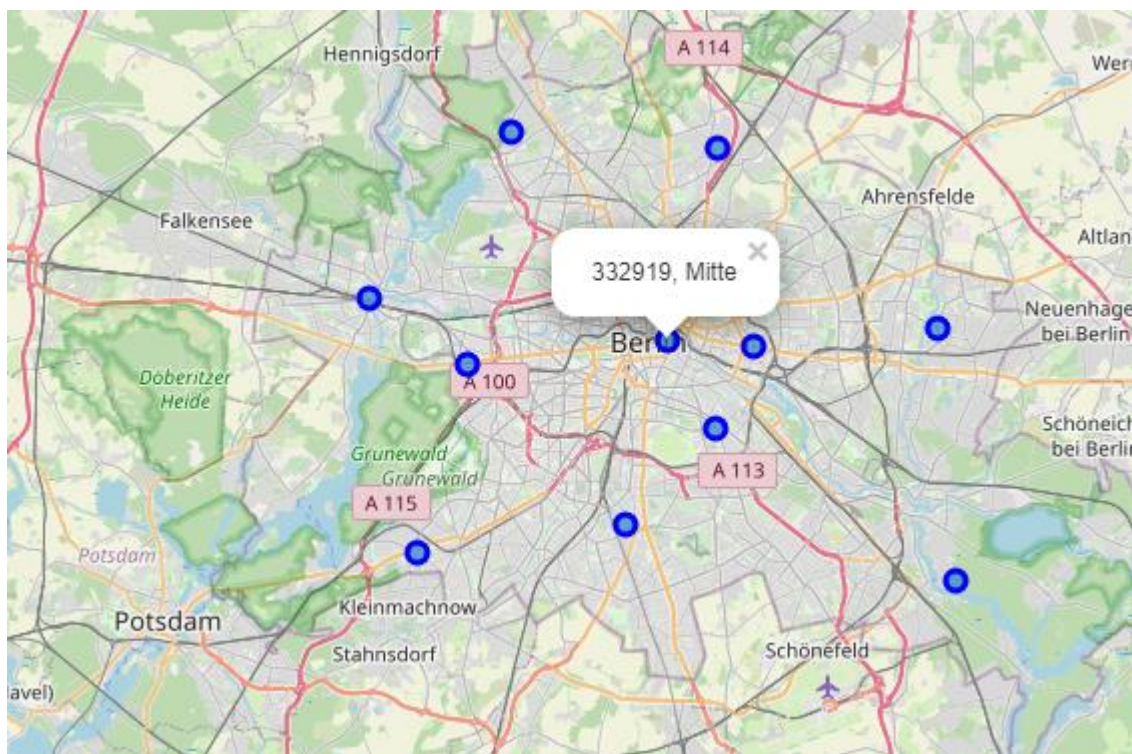 Hennigsdorf
A 114
Wer
Ahrensfelde
Falkensee
Altlan
332919, Mitte
×
Neuenhage
bei Berlin
Berlin
Döberitzer
Heide
A 100
Schöneich
bei Berlin
Grunewald
Grunewald
A 113
A 115
Potsdam
Kleinmachnow
Potsdam
Stahnsdorf
Schönefeld
avel)